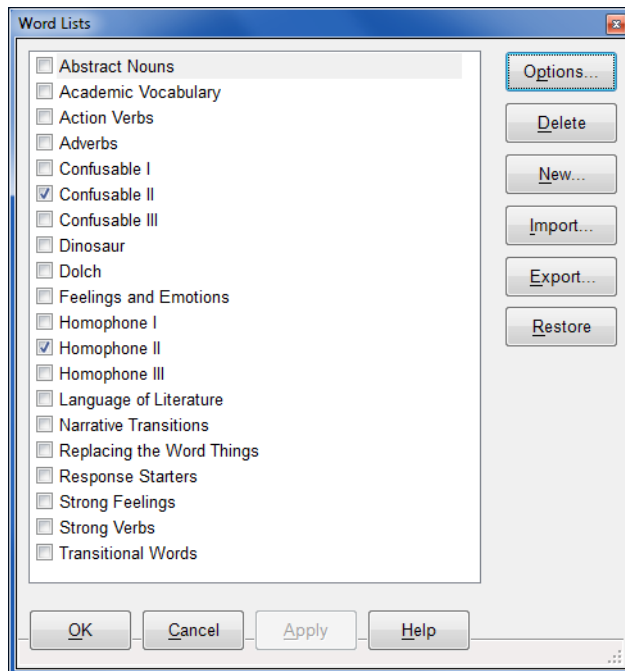 Word Lists
Abstract Nouns
Academic Vocabulary
Action Verbs
Adverbs
Confusable I
Confusable II
Confusable III
Dinosaur
Dolch
Feelings and Emotions
Homophone I
Homophone II
Homophone III
Language of Literature
Narrative Transitions
Replacing the Word Things
Response Starters
Strong Feelings
Strong Verbs
Transitional Words
Options...
Delete
New...
Import...
Export...
Restore
OK Cancel Apply Help